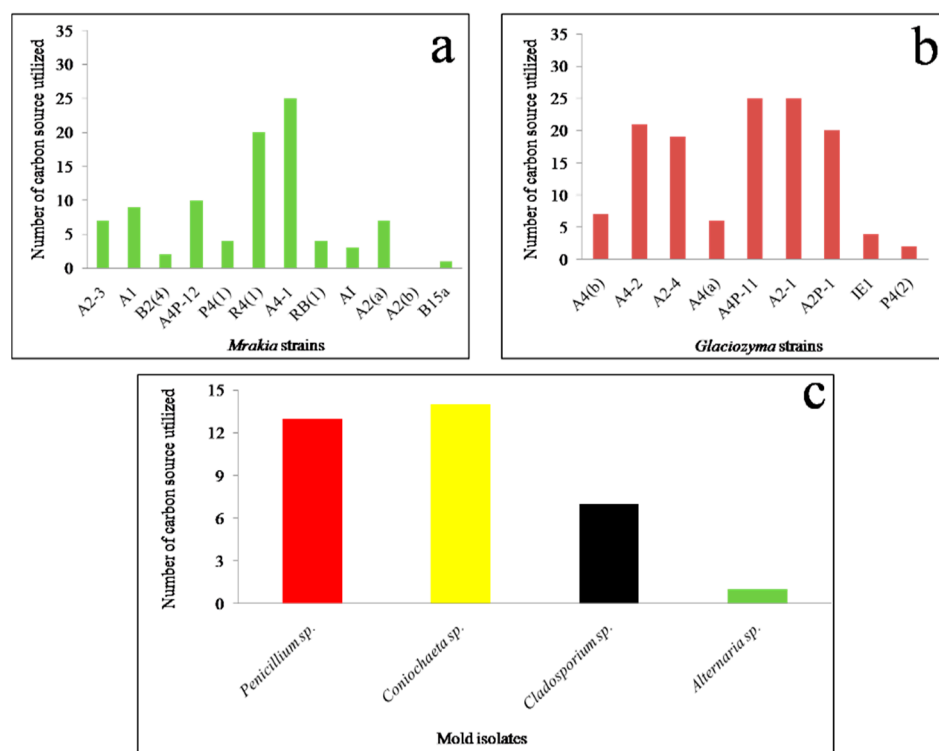 a
35
30
25
20
15
10
5
0
Number of carbon source utilized
A2-3
A1
B2(4)
A4P-12
P4(1)
R4(1)
A4-1
RB(1)
AI
A2(a)
A2(b)
B15a
Mrakia strains
b
35
30
25
20
15
10
5
0
Number of carbon source utilized
A4(b)
A4-2
A2-4
A4(a)
A4P-11
A2-1
A2P-1
IE1
P4(2)
Glaciozyma strains
c
15
12
9
6
3
0
Number of carbon source utilized
Penicillium sp.
Coniochaeta sp.
Cladosporium sp.
Alternaria sp.
Mold isolates